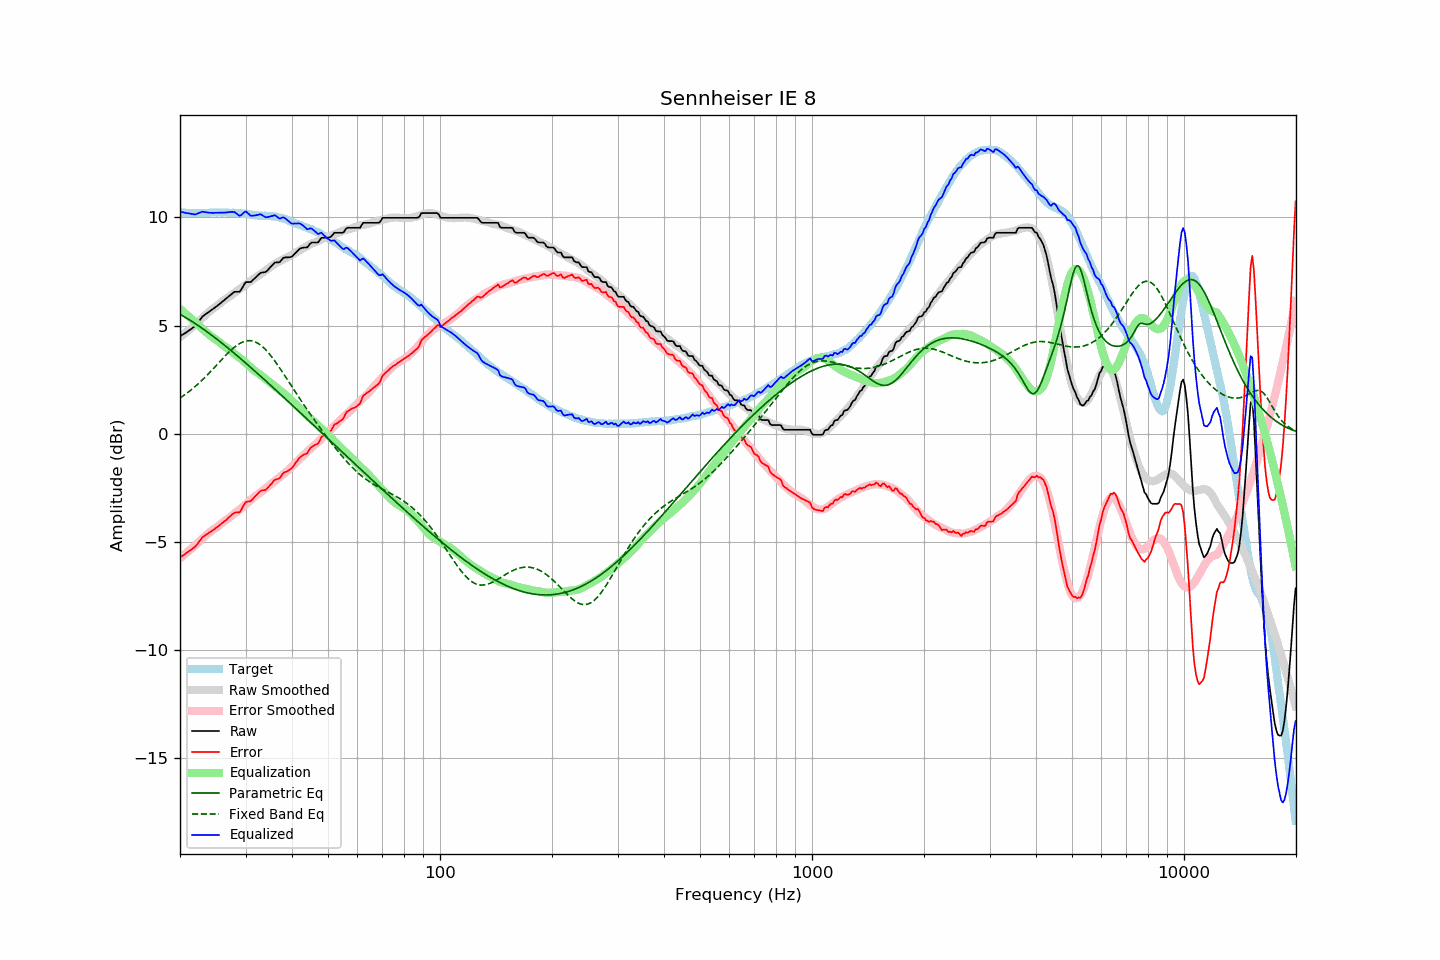 Sennheiser IE 8
Amplitude (dBr)
10
5
0
−5
−10
−15
Target
Raw Smoothed
Error Smoothed
Raw
Error
Equalization
Parametric Eq
Fixed Band Eq
Equalized
100
1000
10000
Frequency (Hz)